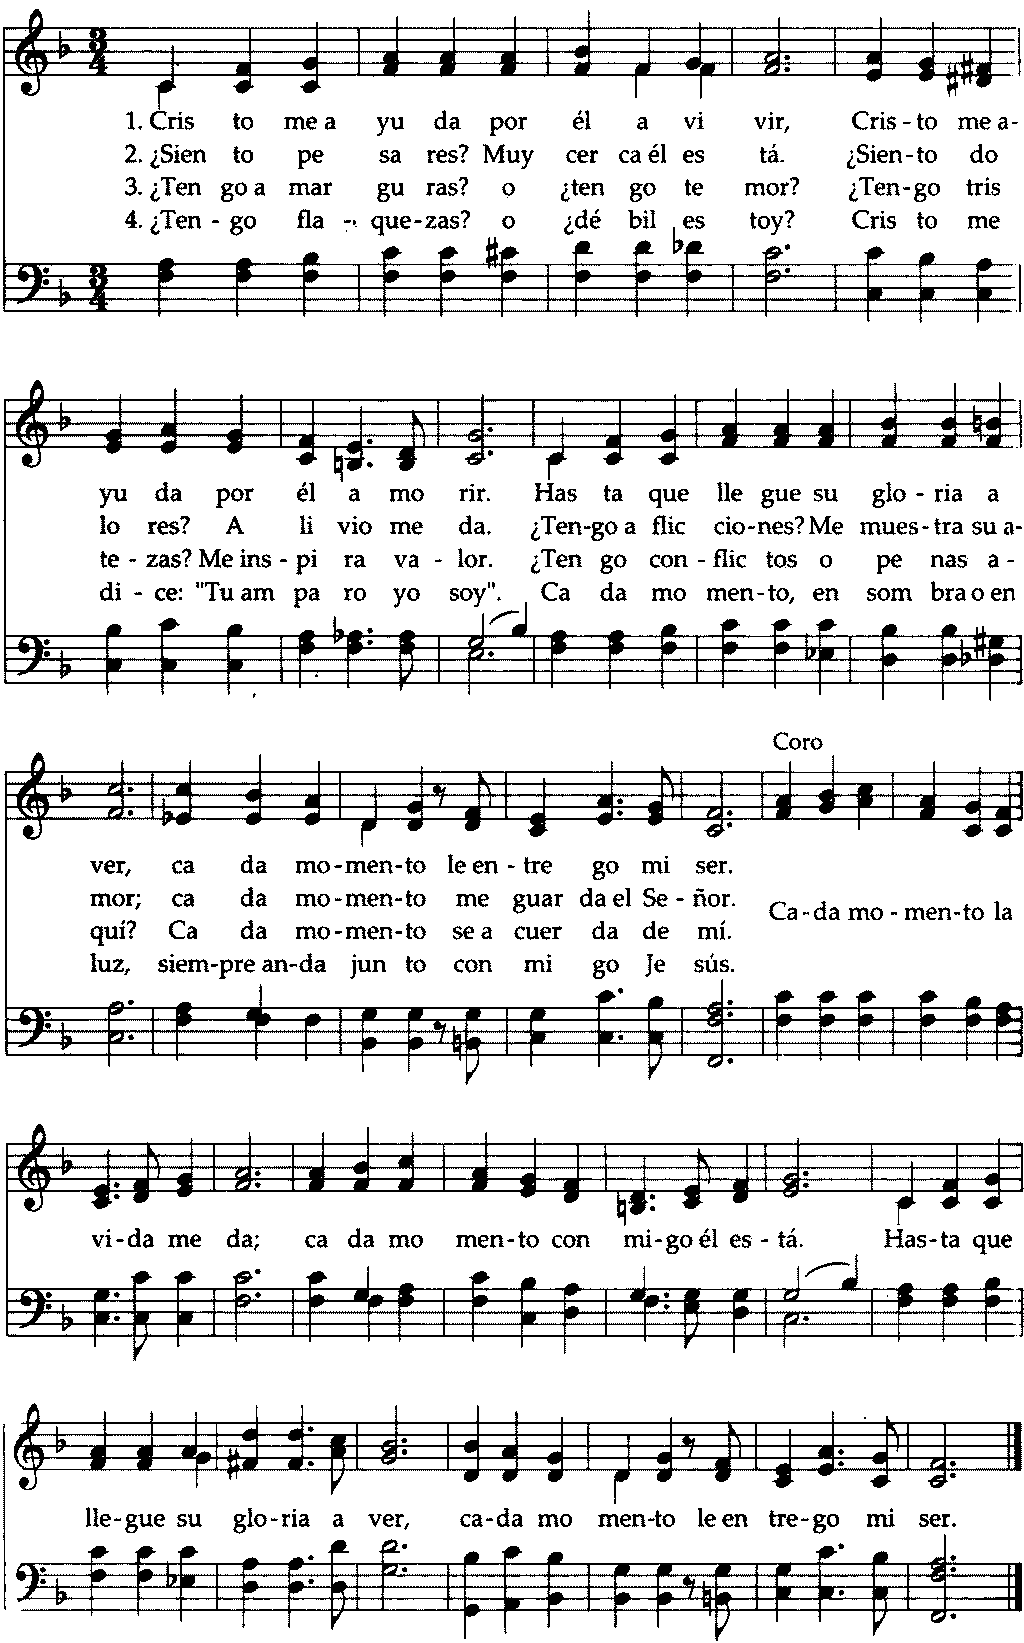 1. Cris to me a yu da por él a vi vir, Cris - to me a-
2. ¿Sien to pe sa res? Muy cer ca él es tá. ¿Sien-to do
3. ¿Ten go a mar gu ras? o ¿ten go te mor? ¿Ten-go tris
4. ¿Ten - go fla - que-zas? o ¿dé bil es toy? Cris to me
yu da por él a mo rir. Has ta que lle gue su glo - ria a
lo res? A li vio me da. ¿Ten-go a flic cio-nes? Me mues-tra su a-
te - zas? Me ins - pi ra va - lor. ¿Ten go con - flic tos o pe nas a -
di - ce: "Tu am pa ro yo soy". Ca da mo men-to, en som bra o en
Coro
ver, ca da mo-men-to le en - tre go mi ser.
mor; ca da mo-men-to me guar da el Se - ñor.
Ca-da mo - men-to la
quí? Ca da mo-men-to se a cuer da de mí.
luz, siem-pre an-da jun to con mi go Je sús.
vi-da me da; ca da mo men-to con mi-go él es - tá. Has-ta que
lle-gue su glo-ria a ver, ca-da mo men-to le en tre-go mi ser.